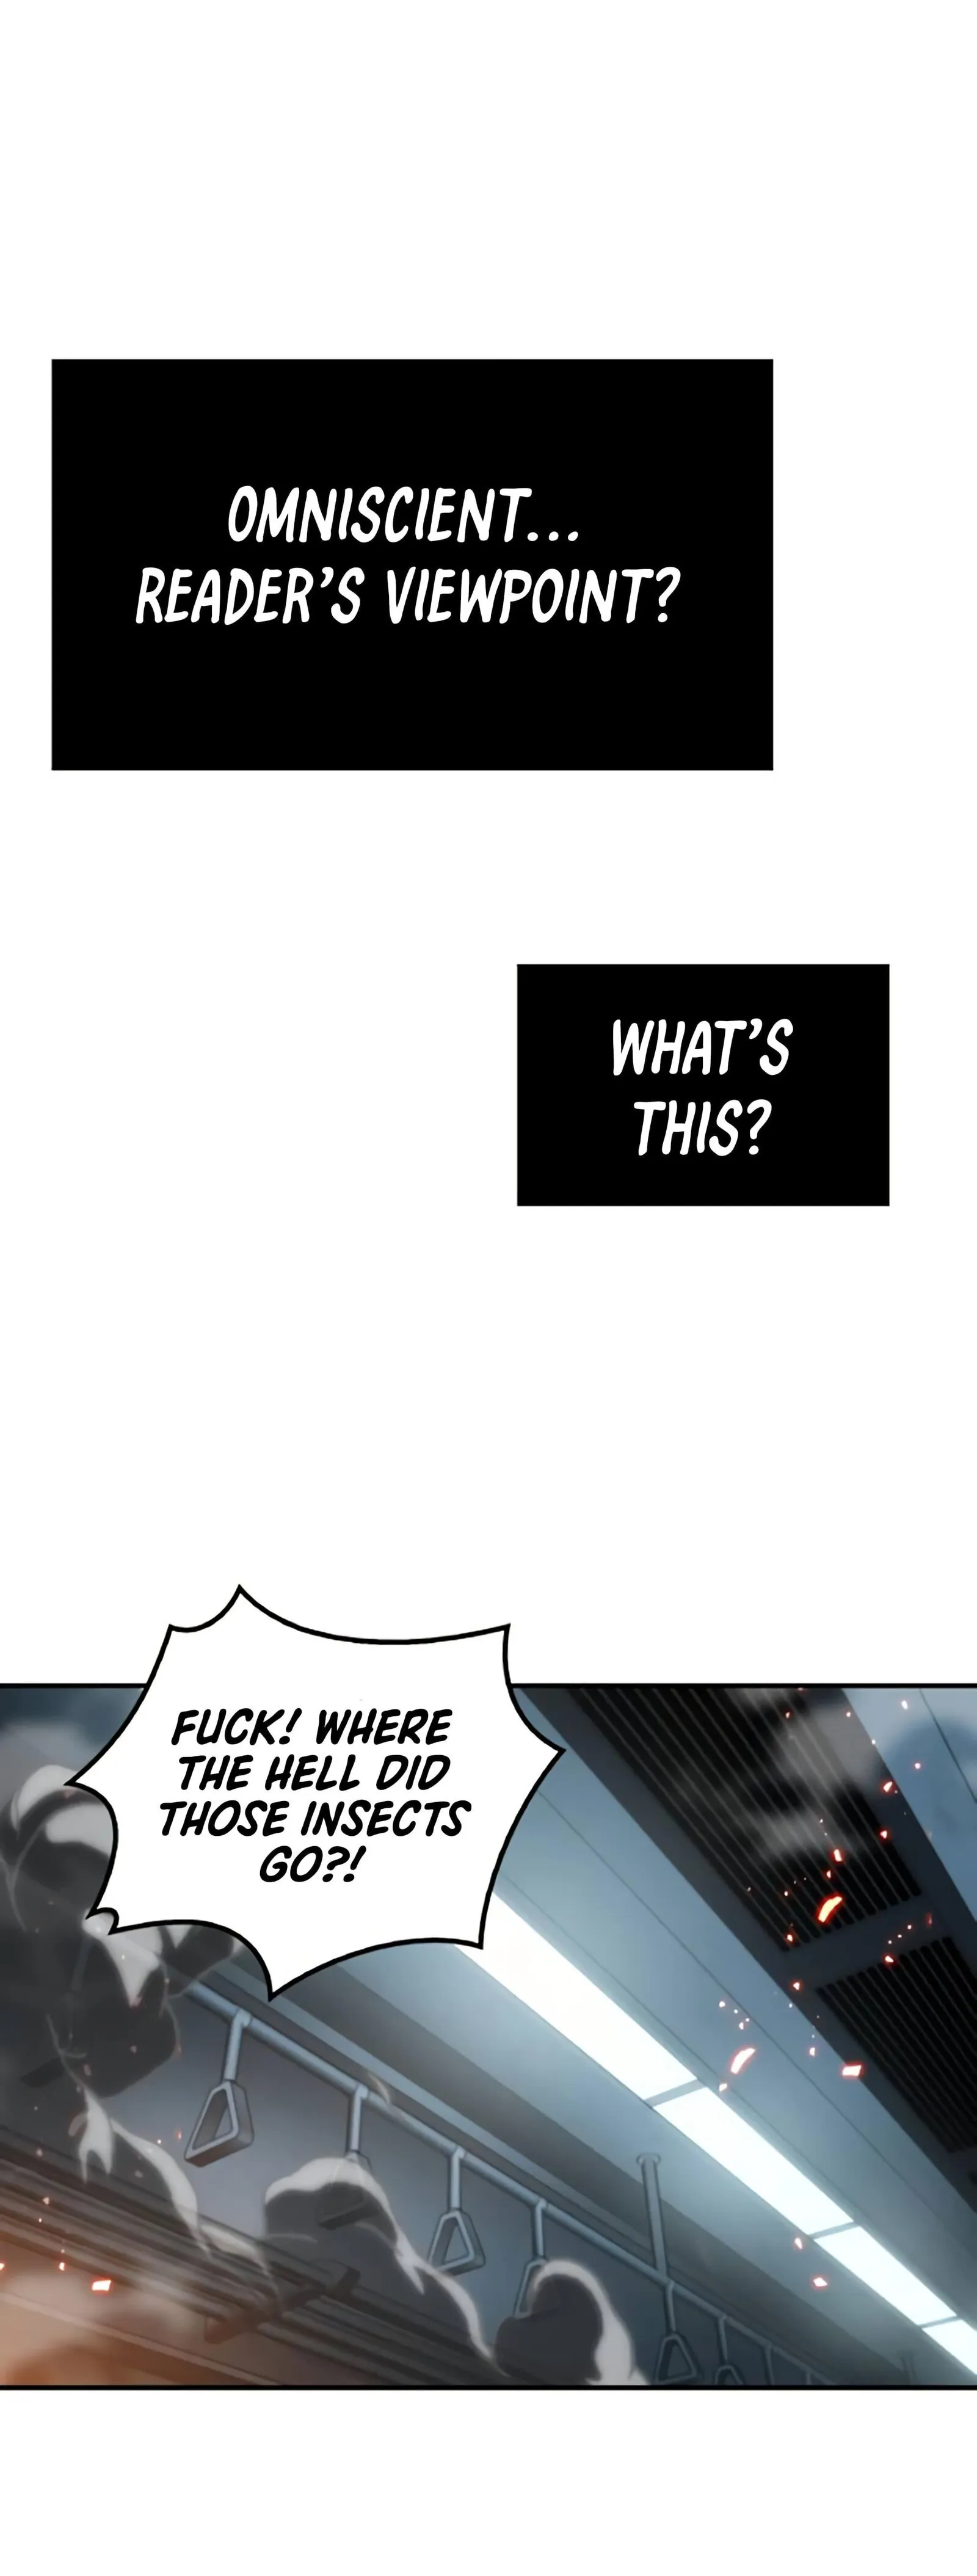 OMNISCIENT...
READER'S VIEWPOINT?
WHAT'S
THIS?
FUCK! WHERE
THE HELL DID
THOSE INSECTS
GO?!